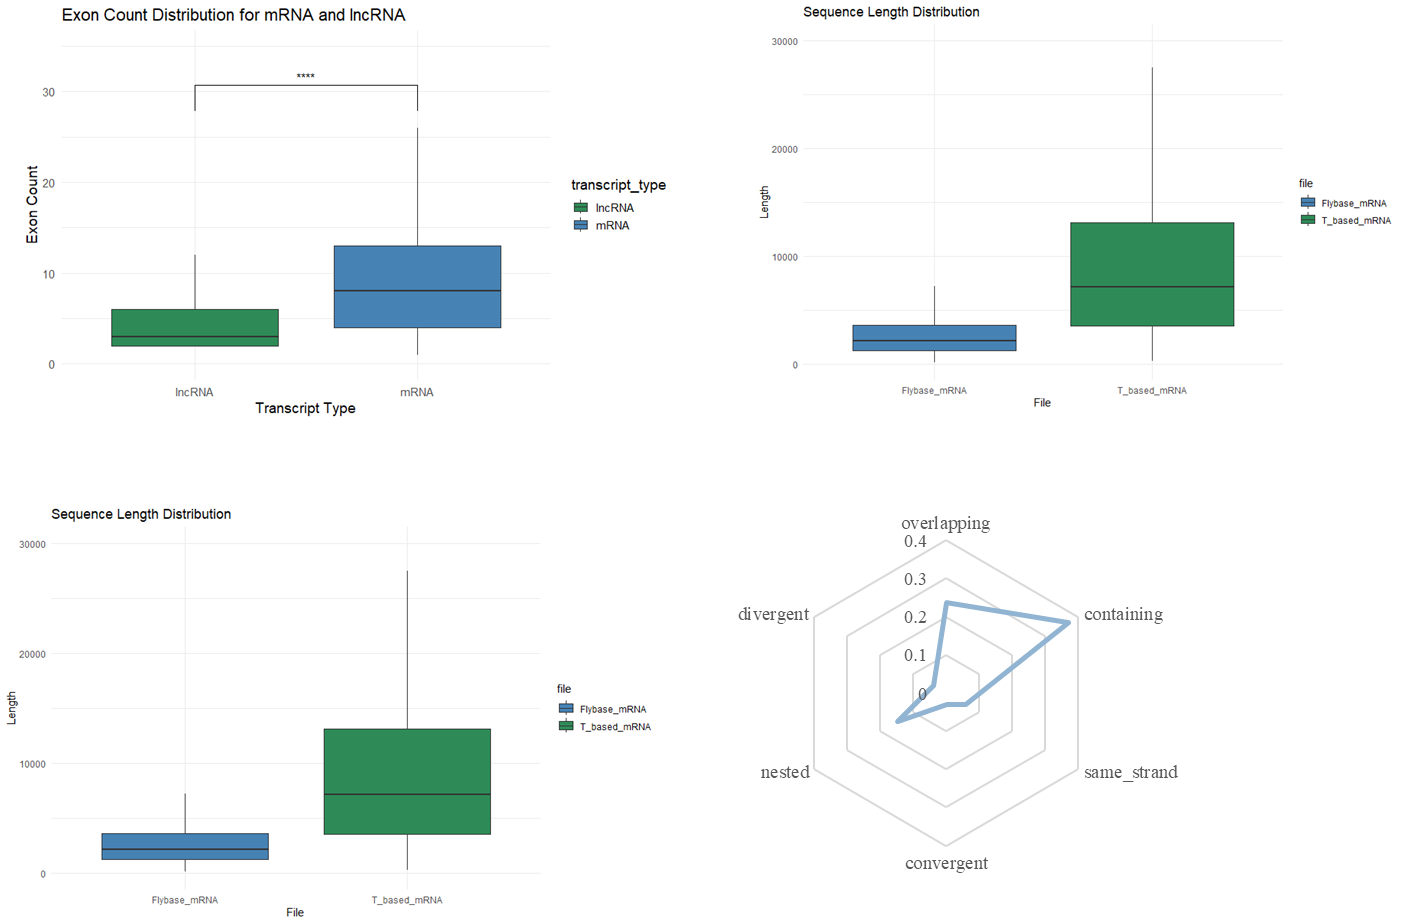 Exon Count Distribution for mRNA and lncRNA
****
30
20
10
0
Exon Count
lncRNA
mRNA
Transcript Type
transcript_type
lncRNA
mRNA
Sequence Length Distribution
30000
20000
10000
0
Length
Flybase_mRNA
T_based_mRNA
File
file
Flybase_mRNA
T_based_mRNA
Sequence Length Distribution
30000
20000
10000
0
Length
Flybase_mRNA
T_based_mRNA
File
file
Flybase_mRNA
T_based_mRNA
overlapping
0.4
0.3
0.2
0.1
0
divergent
containing
nested
same_strand
convergent